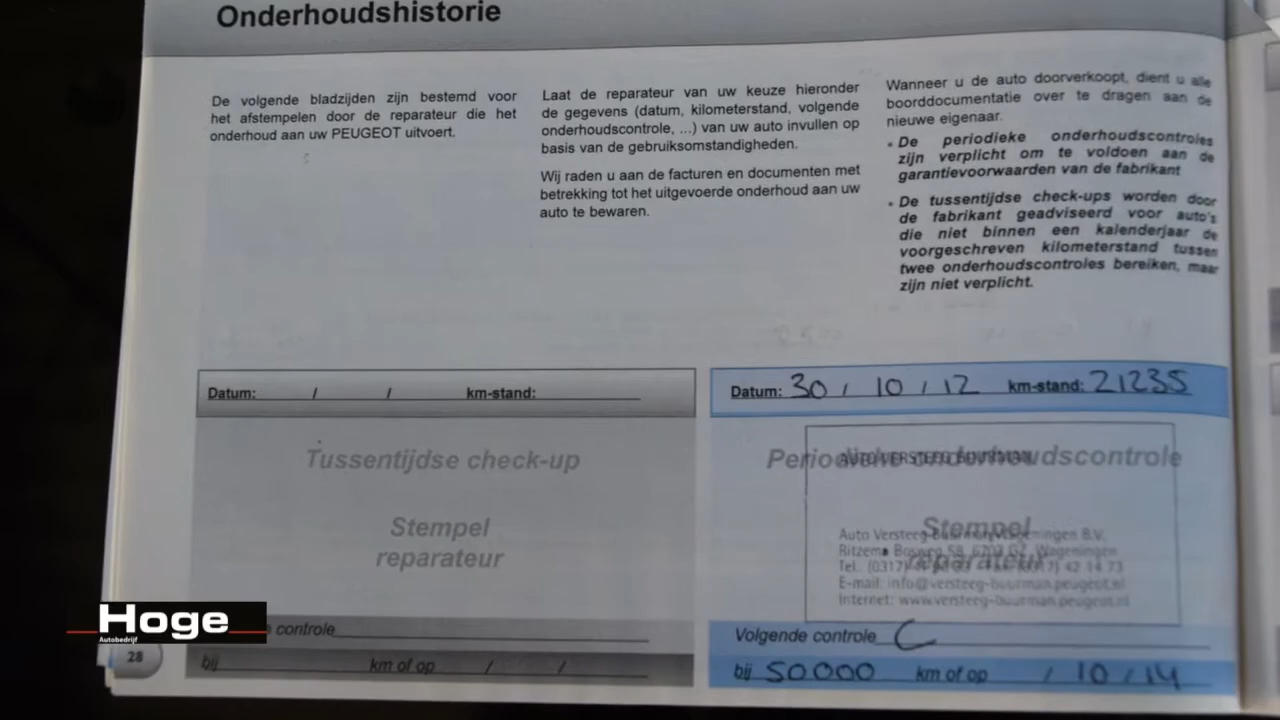 Onderhoudshistorie
De volgende bladzijden zijn bestemd voor
het afstempelen door de reparateur die het
onderhoud aan uw PEUGEOT uitvoert.
Laat de reparateur van uw keuze hieronder
de gegevens (datum, kilometerstand, volgende
onderhoudscontrole, ...) van uw auto invullen op
basis van de gebruiksomstandigheden.
Wij raden u aan de facturen en documenten met
betrekking tot het uitgevoerde onderhoud aan uw
auto te bewaren.
Wanneer u de auto doorverkoopt, dient u alle
boorddocumentatie over te dragen aan de
nieuwe eigenaar.
• De periodieke onderhoudscontroles
zijn verplicht om te voldoen aan de
garantievoorwaarden van de fabrikant
• De tussentijdse check-ups worden door
de fabrikant geadviseerd voor auto's
die niet binnen een kalenderjaar de
voorgeschreven kilometerstand tussen
twee onderhoudscontroles bereiken, maar
zijn niet verplicht.
Datum: / / km-stand:
Tussentijdse check-up
Stempel
reparateur
controle
bij km of op / /
Datum: 30 / 10 / 12 km-stand: 21235
Periodieke onderhoudscontrole
AUTO VERSTEEG BUURMAN
Stempel
reparateur
Auto Versteeg Buurman Wageningen B.V.
Ritzema Bosweg 58, Wageningen
Tel. (0317) 42 14 73
E-mail: info@versteeg-buurman.peugeot.nl
Internet: www.versteeg-buurman.peugeot.nl
Volgende controle C
bij 50000 km of op / 10 / 14
Hoge
Autobedrijf
28